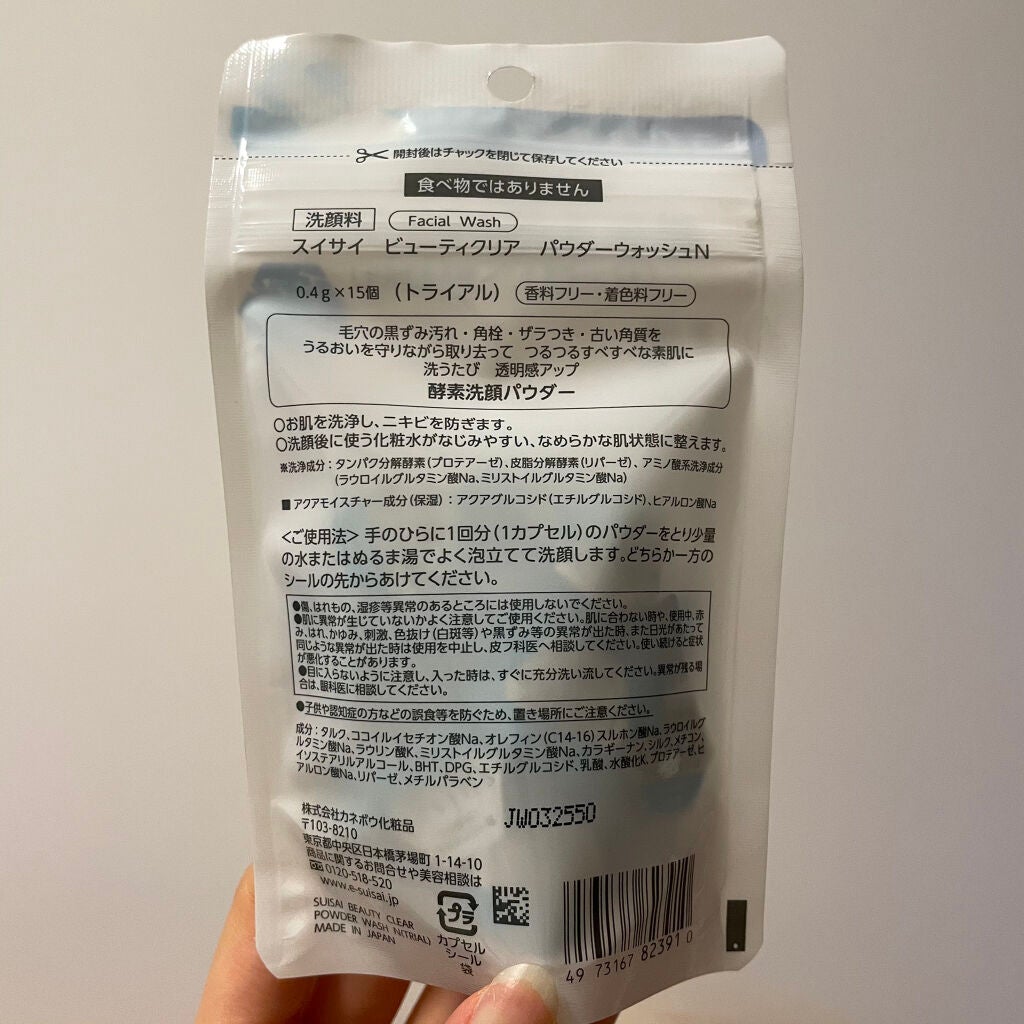 開封後はチャックを閉じて保存してください
食べ物ではありません
洗顔料 Facial Wash
スイサイ ビューティクリア パウダーウォッシュN
0.4g×15個 (トライアル) 香料フリー・着色料フリー
毛穴の黒ずみ汚れ・角栓・ザラつき・古い角質を
うるおいを守りながら取り去って つるつるすべすべな素肌に
洗うたび 透明感アップ
酵素洗顔パウダー
○お肌を洗浄し、ニキビを防ぎます。
○洗顔後に使う化粧水がなじみやすい、なめらかな肌状態に整えます。
※洗浄成分:タンパク分解酵素(プロテアーゼ)、皮脂分解酵素(リパーゼ)、アミノ酸系洗浄成分
(ラウロイルグルタミン酸Na、ミリストイルグルタミン酸Na)
■アクアモイスチャー成分(保湿):アクアグルコシド(エチルグルコシド)、ヒアルロン酸Na
<ご使用法>手のひらに1回分(1カプセル)のパウダーをとり少量
の水またはぬるま湯でよく泡立てて洗顔します。どちらか一方の
シールの先からあけてください。
●傷、はれもの、湿疹等異常のあるところには使用しないでください。
●肌に異常が生じていないかよく注意してご使用ください。肌に合わない時や、使用中、赤
み、はれ、かゆみ、刺激、色抜け(白斑等)や黒ずみ等の異常が出た時、また日光があたって
同じような異常が出た時は使用を中止し、皮フ科医へ相談してください。使い続けると症状
が悪化することがあります。
●目に入らないように注意し、入った時は、すぐに充分洗い流してください。異常が残る場
合は、眼科医に相談してください。
●子供や認知症の方などの誤食等を防ぐため、置き場所にご注意ください。
成分:タルク、ココイルイセチオン酸Na、オレフィン(C14-16)スルホン酸Na、ラウロイルグ
ルタミン酸Na、ラウリン酸K、ミリストイルグルタミン酸Na、カラギーナン、シルク、メチコン、
イソステアリルアルコール、BHT、DPG、エチルグルコシド、乳酸、水酸化K、プロテアーゼ、ヒ
アルロン酸Na、リパーゼ、メチルパラベン
株式会社カネボウ化粧品
〒103-8210
東京都中央区日本橋茅場町1-14-10
商品に関するお問合せや美容相談は
0120-518-520
www.e-suisai.jp
SUISAI BEAUTY CLEAR
POWDER WASH N(TRIAL)
MADE IN JAPAN
JW032550
プラ
カプセル
シール
袋
49 73167 82391 0